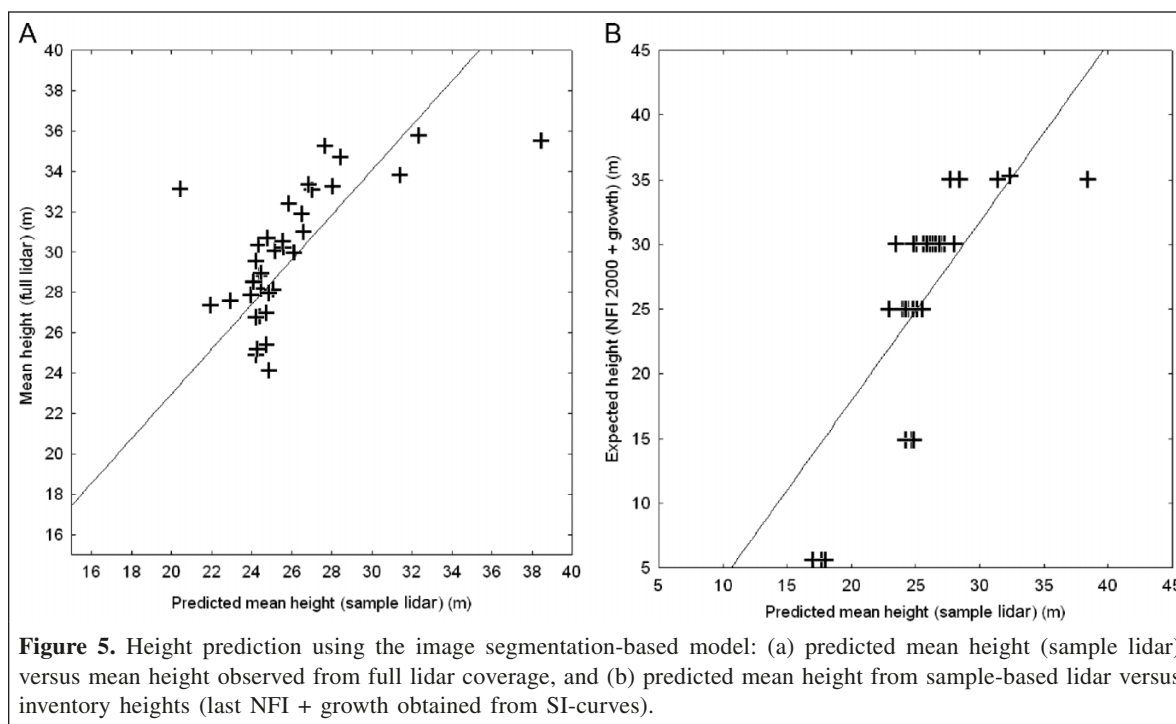 A
40
38
36
34
32
30
28
26
24
22
20
18
16
Mean height (full lidar) (m)
16 18 20 22 24 26 28 30 32 34 36 38 40
Predicted mean height (sample lidar) (m)
B
45
40
35
30
25
20
15
10
5
Expected height (NFI 2000 + growth) (m)
5 10 15 20 25 30 35 40 45
Predicted mean height (sample lidar) (m)
Figure 5. Height prediction using the image segmentation-based model: (a) predicted mean height (sample lidar)
versus mean height observed from full lidar coverage, and (b) predicted mean height from sample-based lidar versus
inventory heights (last NFI + growth obtained from SI-curves).